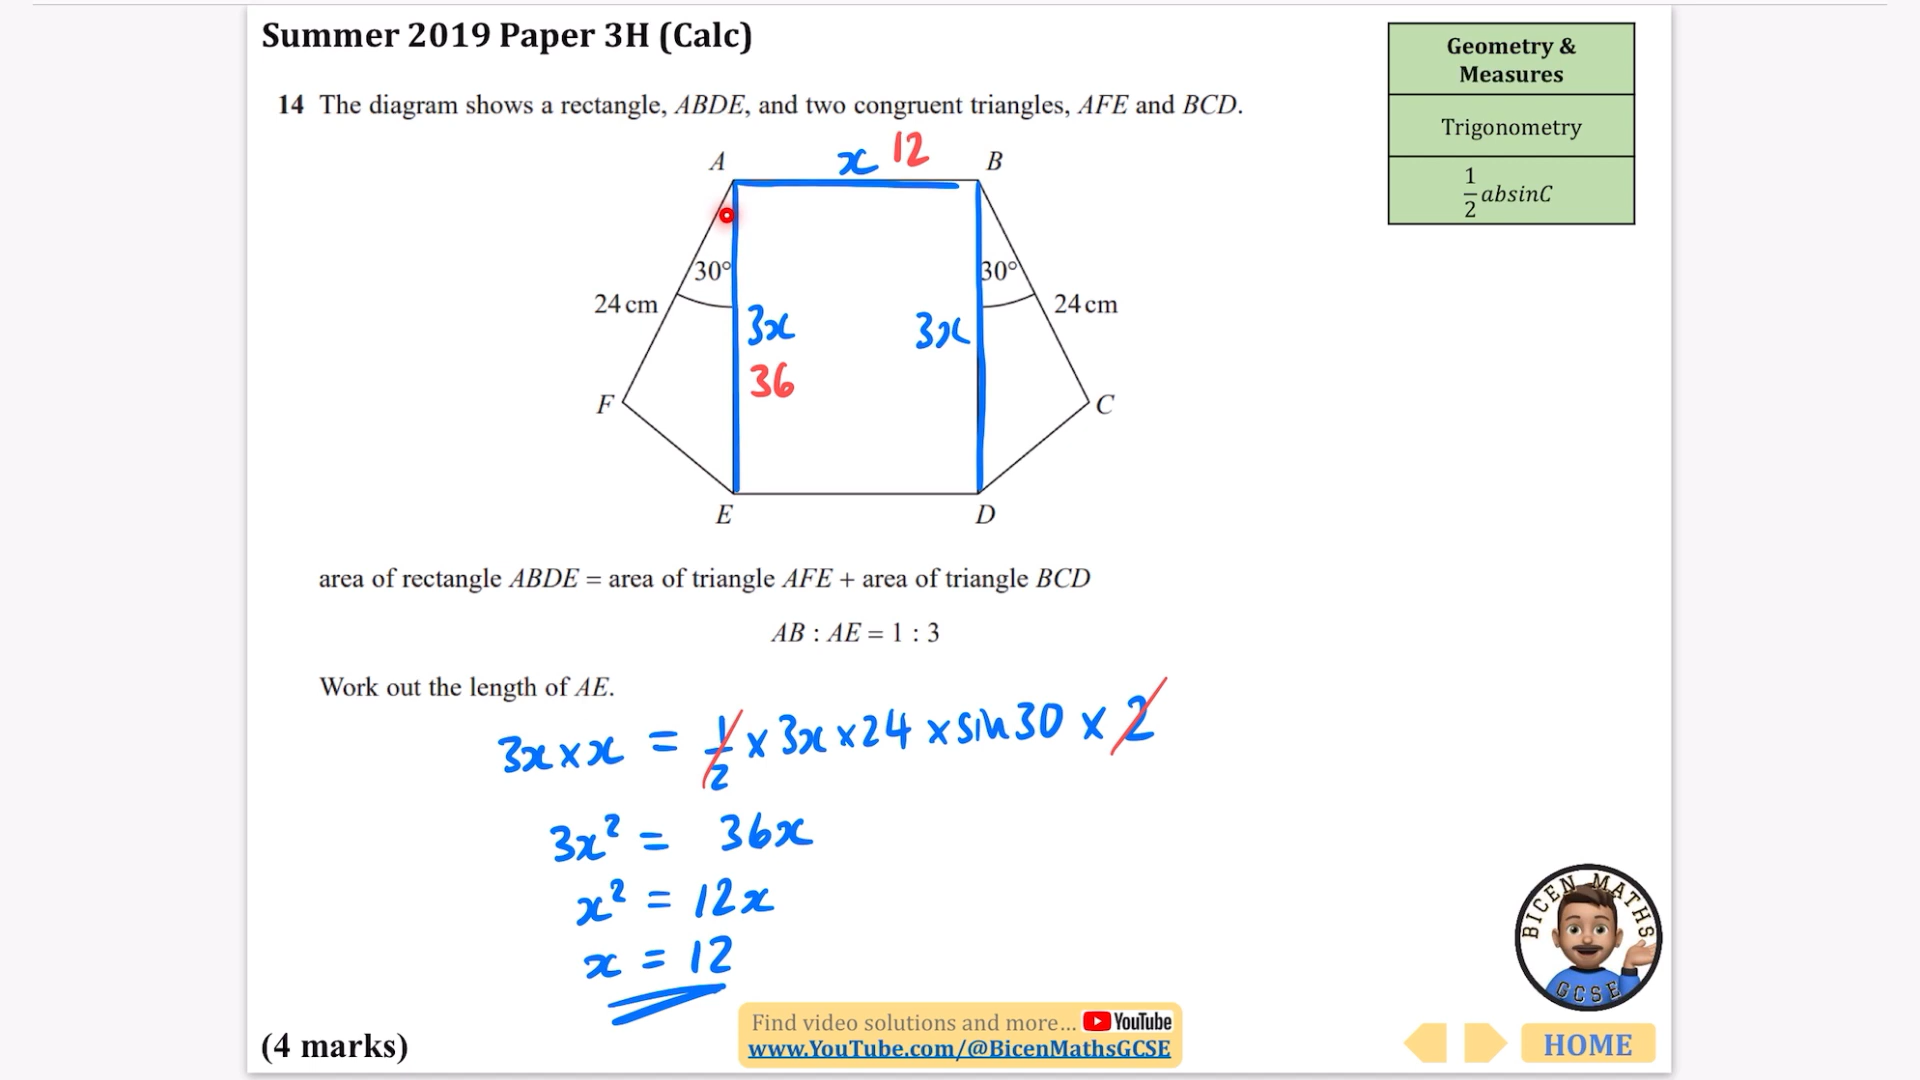 Summer 2019 Paper 3H (Calc)
Geometry &
Measures
Trigonometry
1/2 absinC
14 The diagram shows a rectangle, ABDE, and two congruent triangles, AFE and BCD.
A x 12 B
30° 30°
24 cm 24 cm
3x 3x
36
F C
E D
area of rectangle ABDE = area of triangle AFE + area of triangle BCD
AB : AE = 1 : 3
Work out the length of AE.
3x × x = 1/2 × 3x × 24 × sin 30 × 2
3x² = 36x
x² = 12x
x = 12
(4 marks)
Find video solutions and more... YouTube
www.YouTube.com/@BicenMathsGCSE
BICEN MATHS
GCSE
HOME